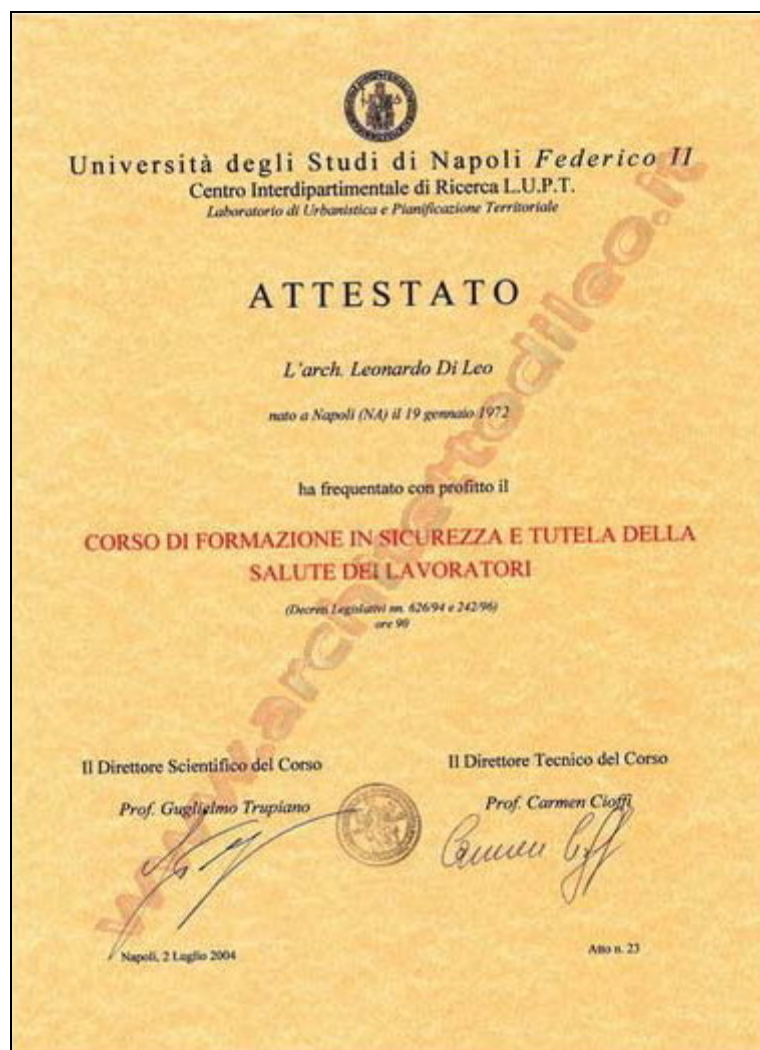 Università degli Studi di Napoli Federico II
Centro Interdipartimentale di Ricerca L.U.P.T.
Laboratorio di Urbanistica e Pianificazione Territoriale
ATTESTATO
L'arch. Leonardo Di Leo
nato a Napoli (NA) il 19 gennaio 1972
ha frequentato con profitto il
CORSO DI FORMAZIONE IN SICUREZZA E TUTELA DELLA
SALUTE DEI LAVORATORI
(Decreti Legislativi nn. 626/94 e 242/96)
ore 90
Il Direttore Scientifico del Corso
Il Direttore Tecnico del Corso
Prof. Guglielmo Trupiano
Prof. Carmen Cioffi
Carmen
Napoli, 2 Luglio 2004
Atto n. 23